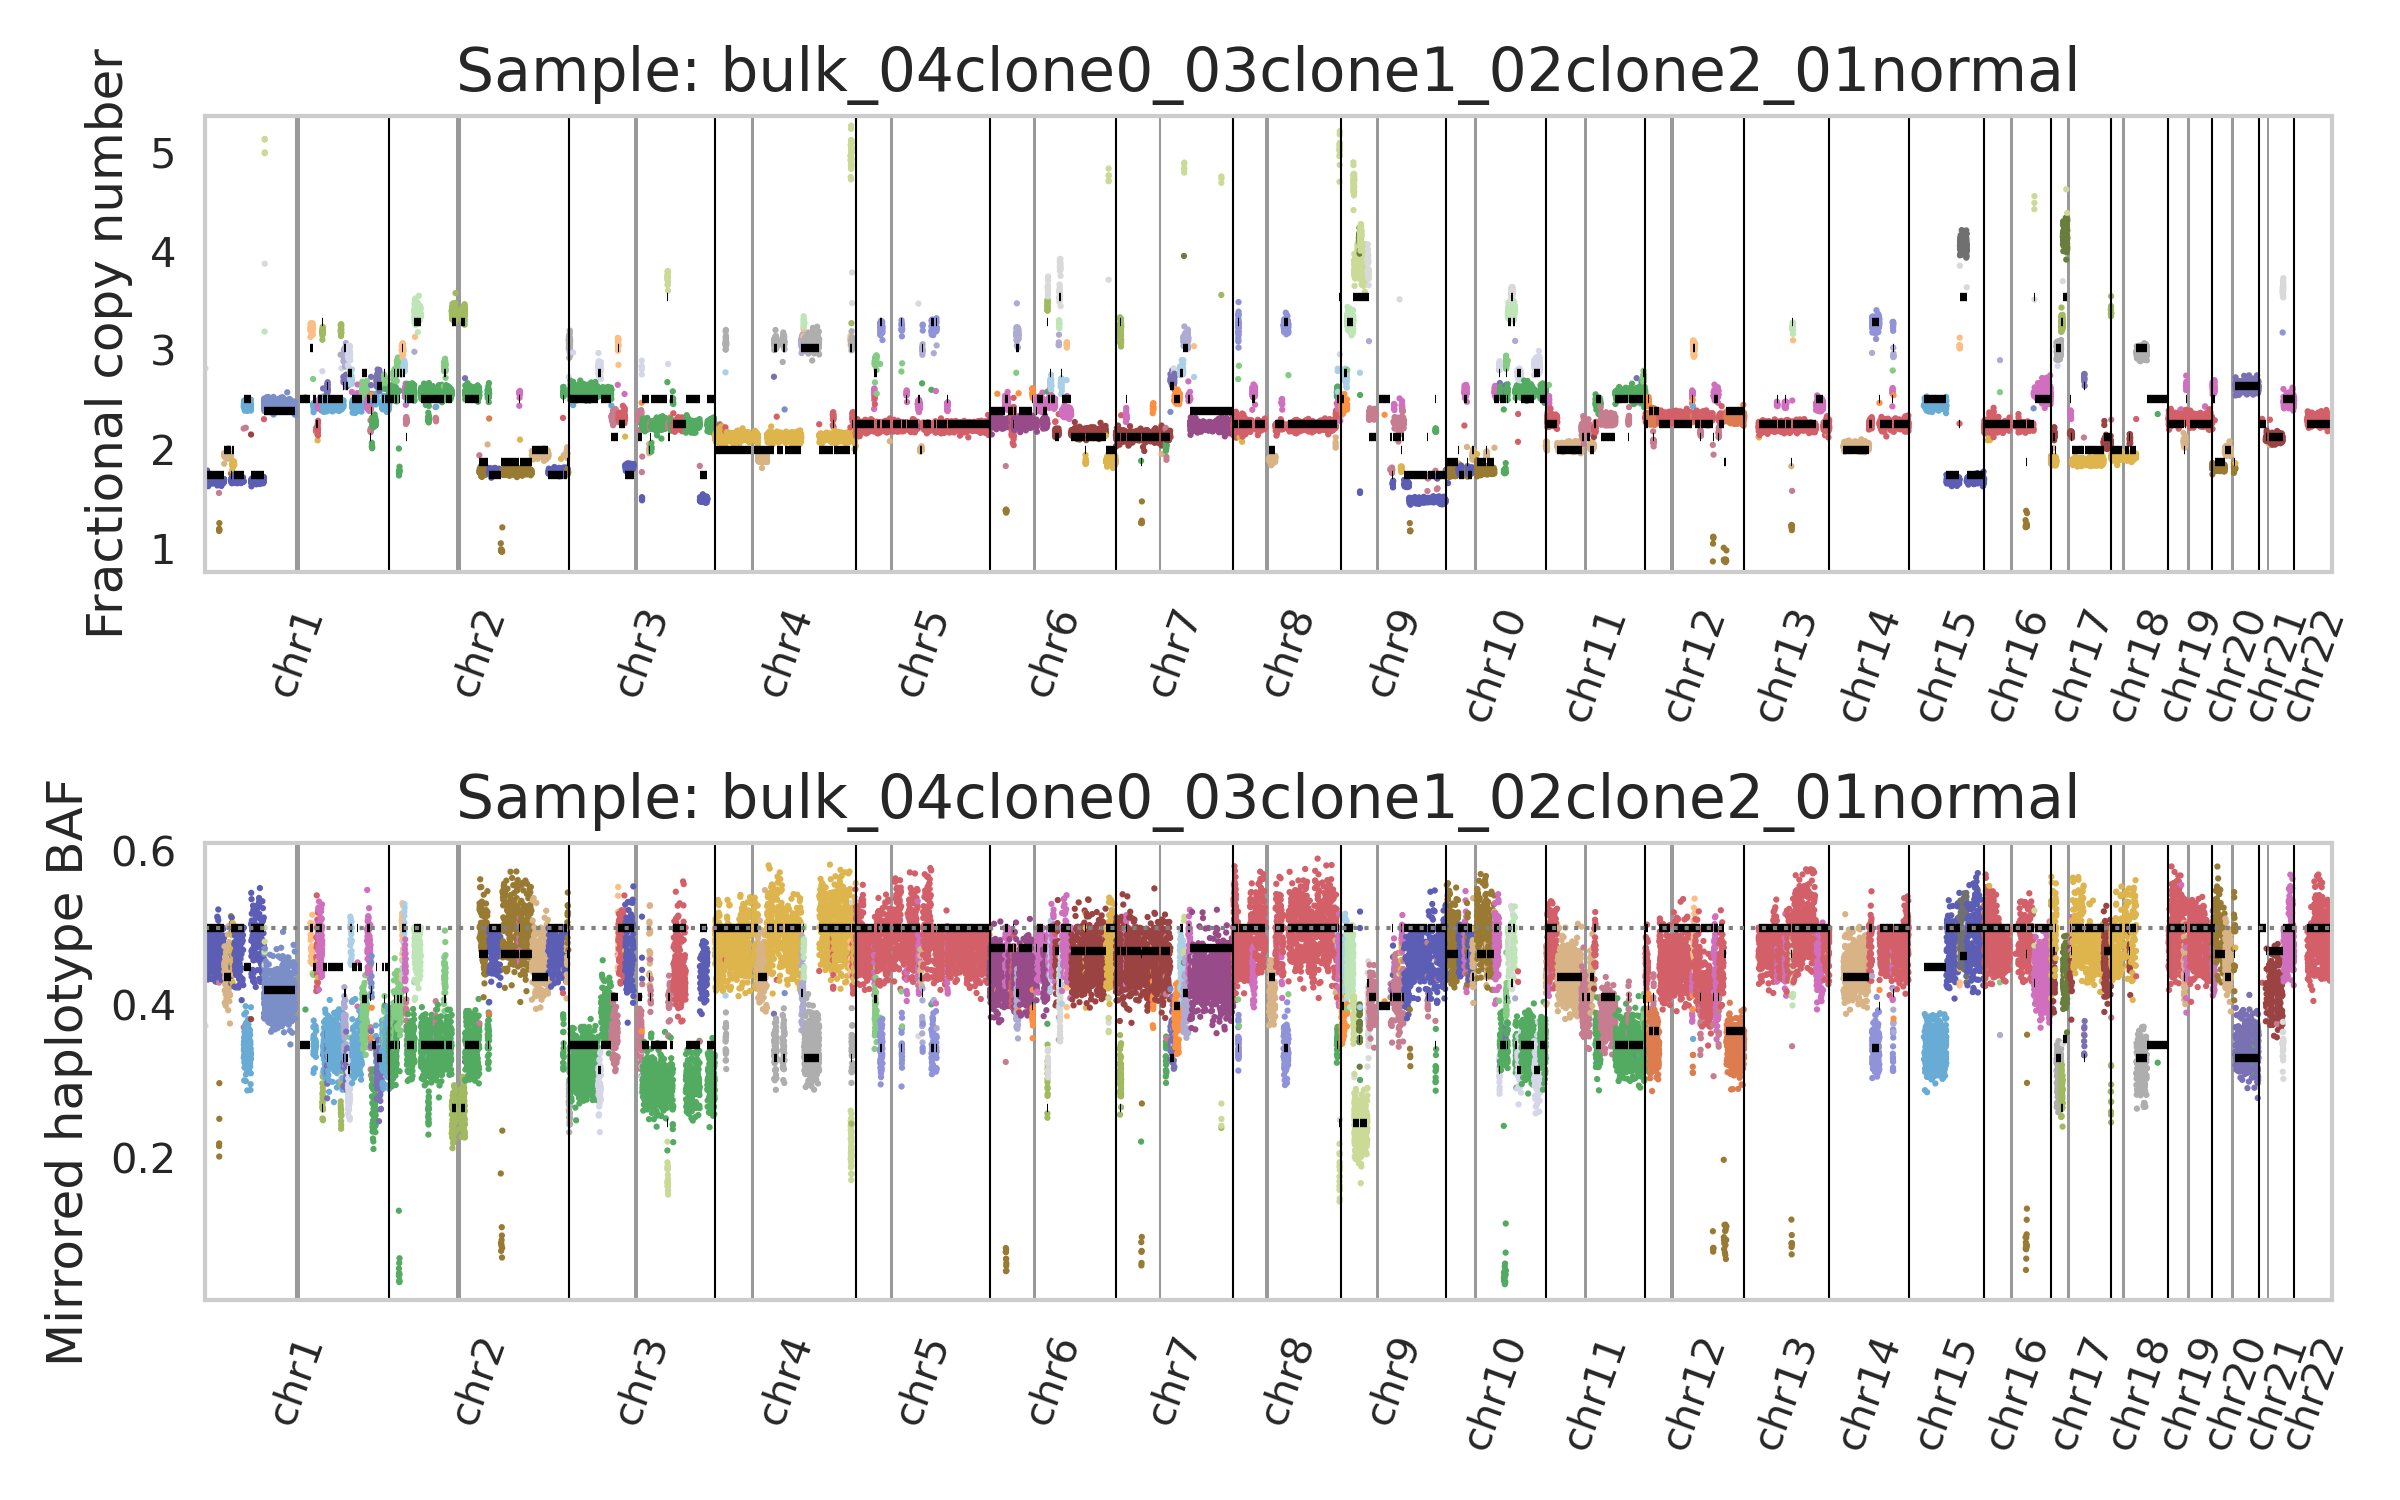 Sample: bulk_04clone0_03clone1_02clone2_01normal
Fractional copy number
5
4
3
2
1
chr1
chr2
chr3
chr4
chr5
chr6
chr7
chr8
chr9
chr10
chr11
chr12
chr13
chr14
chr15
chr16
chr17
chr18
chr19
chr20
chr21
chr22
Sample: bulk_04clone0_03clone1_02clone2_01normal
Mirrored haplotype BAF
0.6
0.4
0.2
chr1
chr2
chr3
chr4
chr5
chr6
chr7
chr8
chr9
chr10
chr11
chr12
chr13
chr14
chr15
chr16
chr17
chr18
chr19
chr20
chr21
chr22